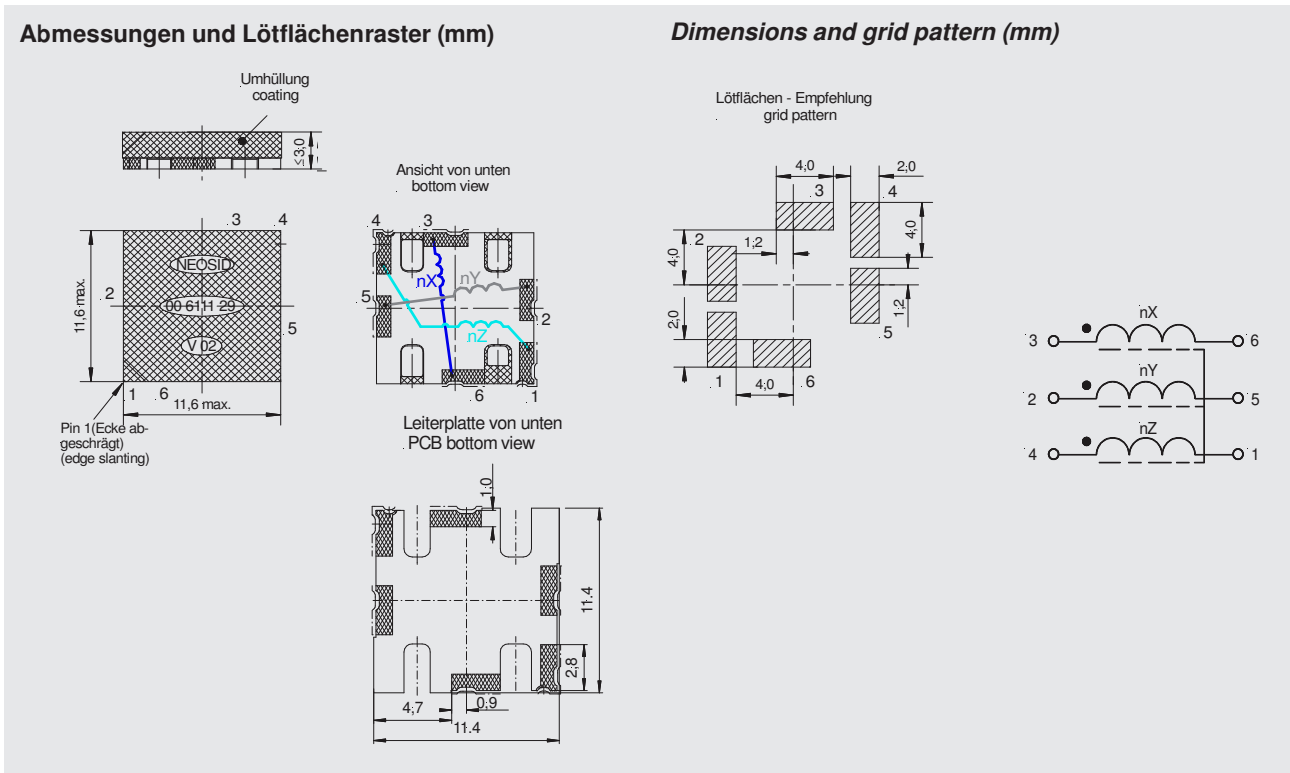 Abmessungen und Lötflächenraster (mm)
Dimensions and grid pattern (mm)
Umhüllung
coating
≤3,0
3
4
NEOSID
00 6111 29
V 02
2
5
1
6
11,6 max.
11,6 max.
Pin 1(Ecke ab-
geschrägt)
(edge slanting)
Ansicht von unten
bottom view
4
3
nX
nY
5
nZ
2
6
1
Leiterplatte von unten
PCB bottom view
1,0
11.4
2,8
4,7
0,9
11.4
Lötflächen - Empfehlung
grid pattern
4,0
2,0
3
4
2
1,2
4,0
4,0
2,0
1,2
5
1
4,0
6
nX
3
6
nY
2
5
nZ
4
1